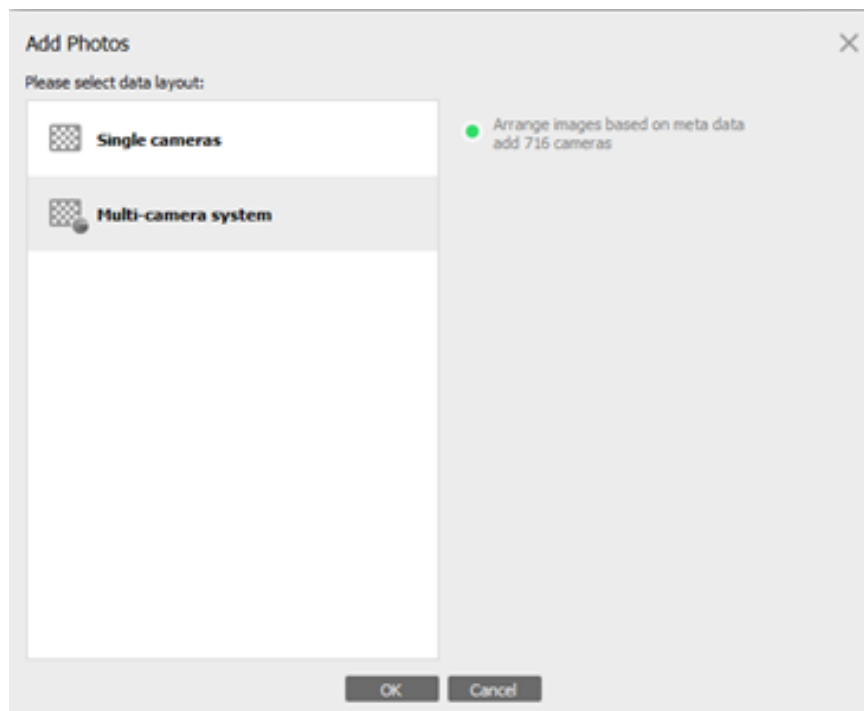 Add Photos
Please select data layout:
Single cameras
Multi-camera system
Arrange images based on meta data
add 716 cameras
OK
Cancel